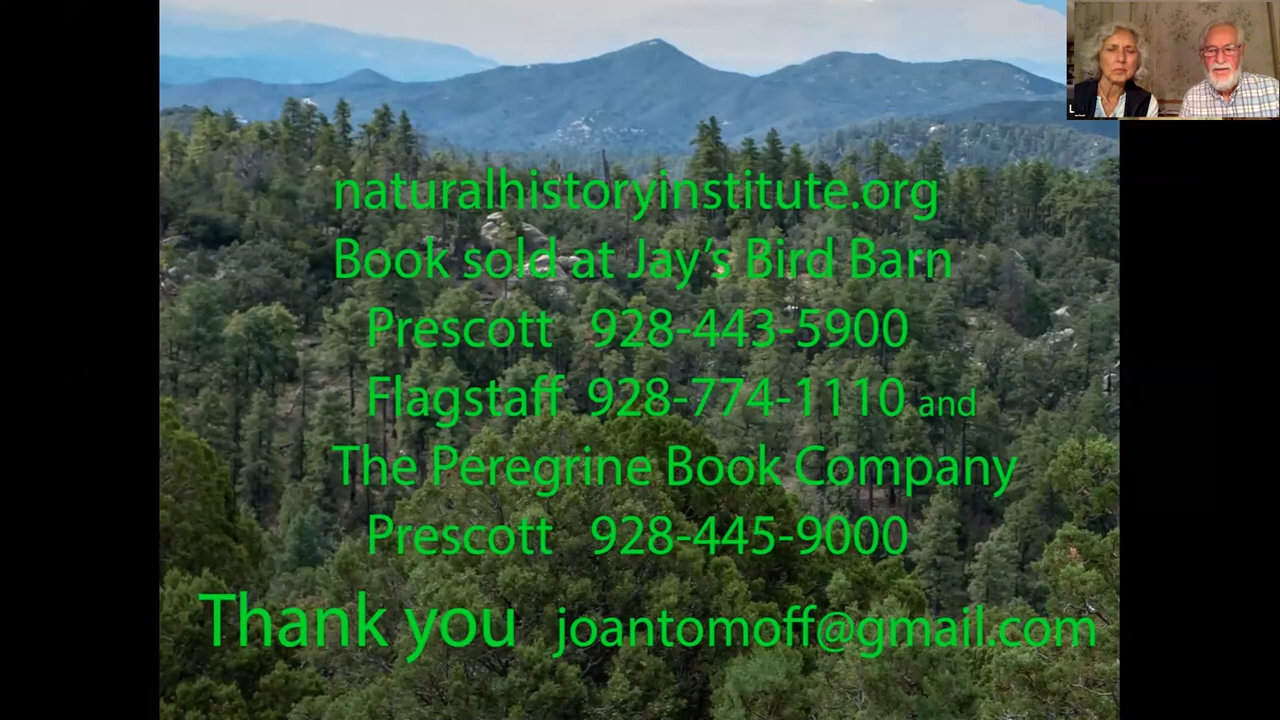 naturalhistoryinstitute.org
Book sold at Jay's Bird Barn
Prescott 928-443-5900
Flagstaff 928-774-1110 and
The Peregrine Book Company
Prescott 928-445-9000
Thank you joantomoff@gmail.com